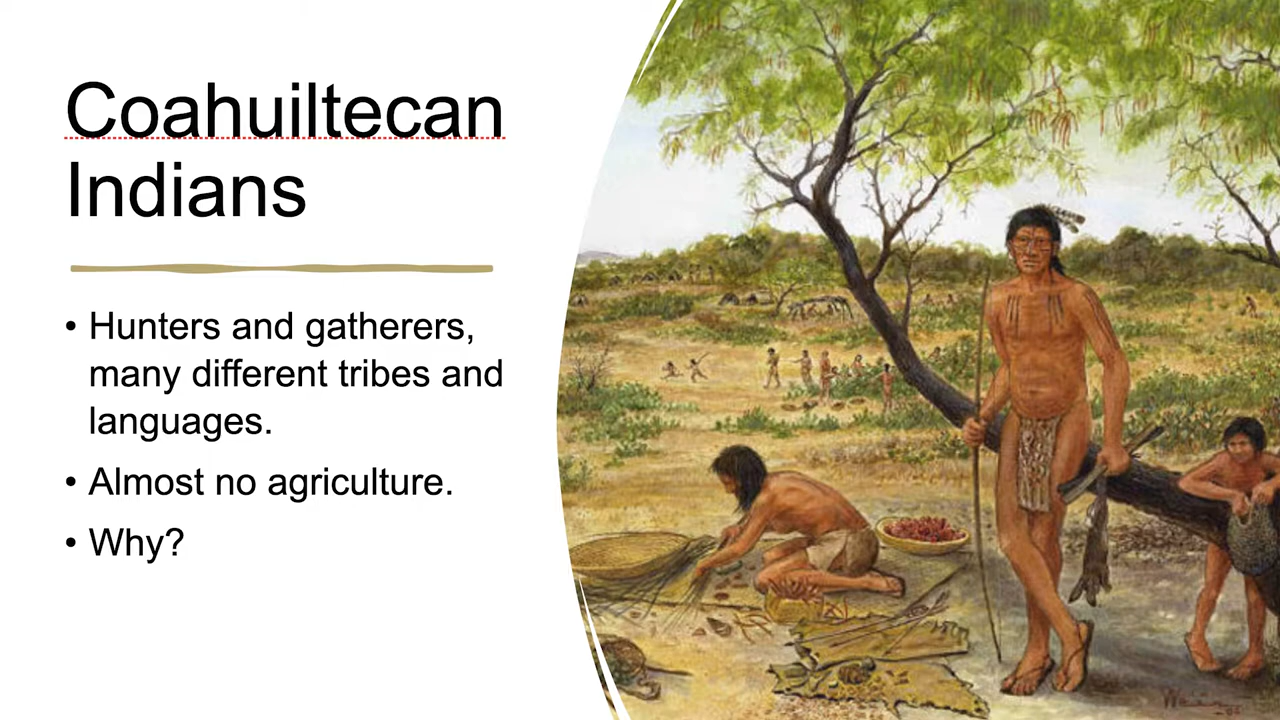 Coahuiltecan
Indians
• Hunters and gatherers,
many different tribes and
languages.
• Almost no agriculture.
• Why?